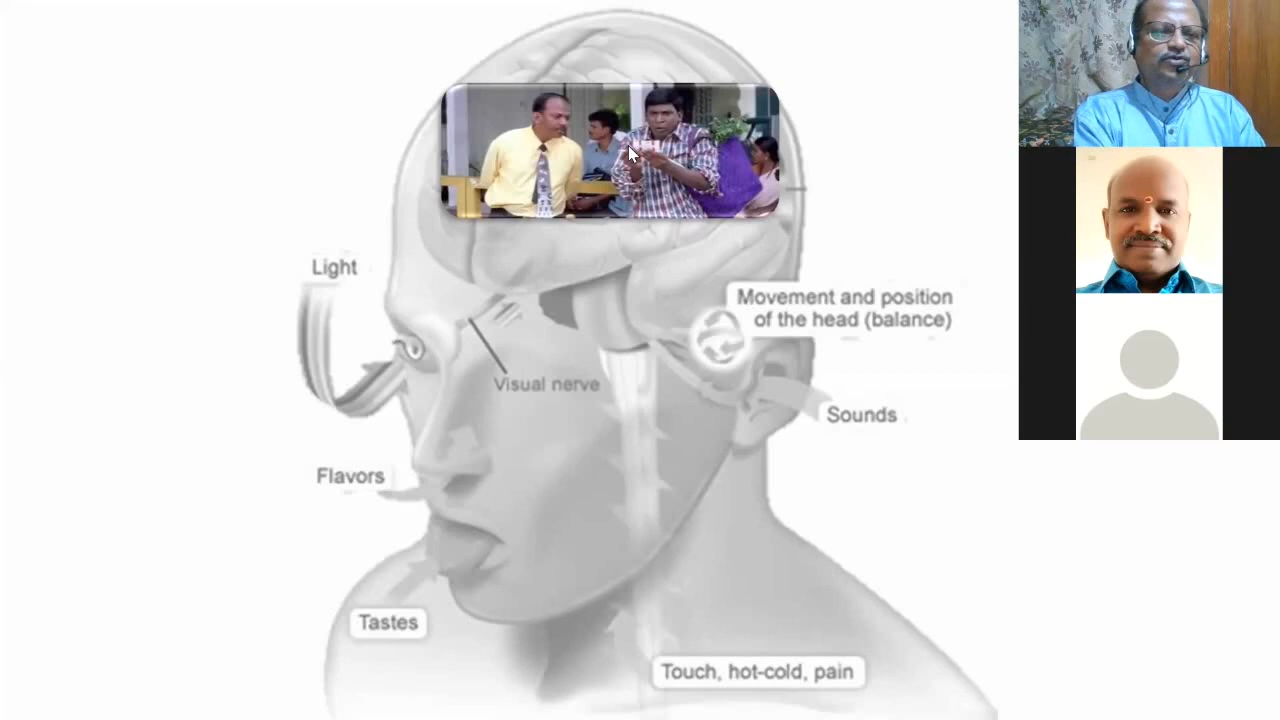 Light
Movement and position
of the head (balance)
Visual nerve
Sounds
Flavors
Tastes
Touch, hot-cold, pain